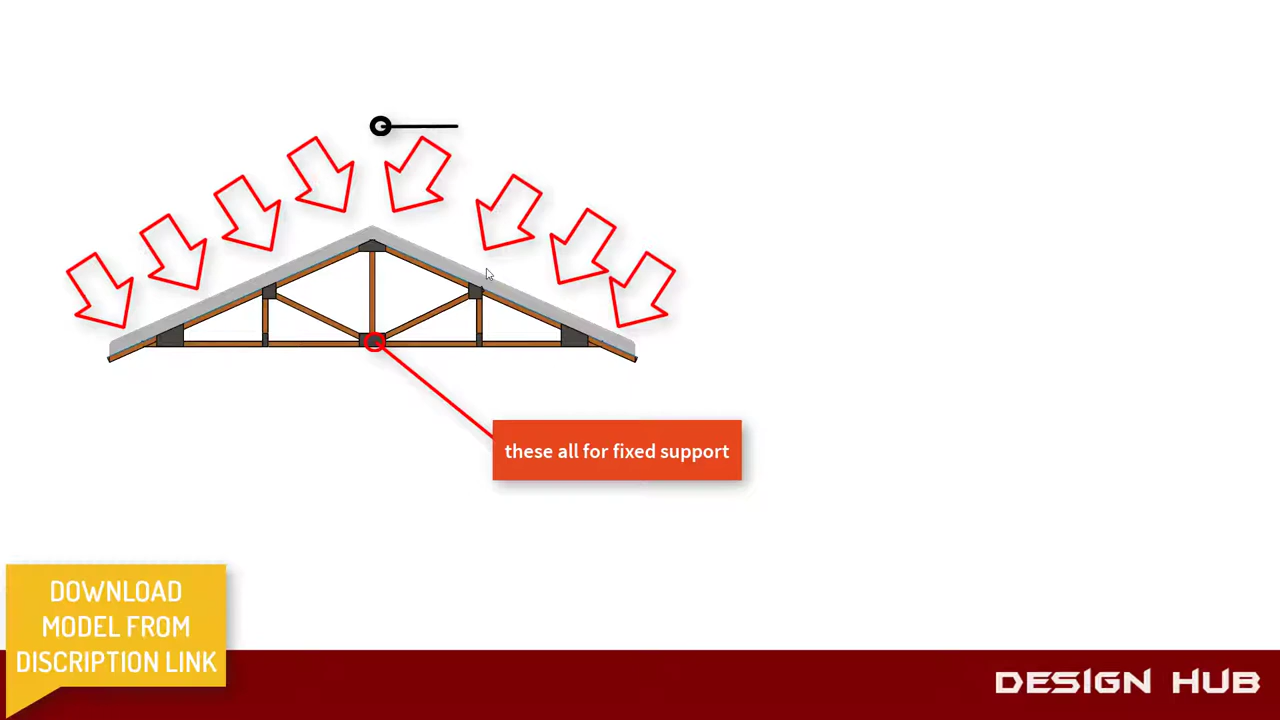 these all for fixed support
DOWNLOAD
MODEL FROM
DISCRIPTION LINK
DESIGN HUB